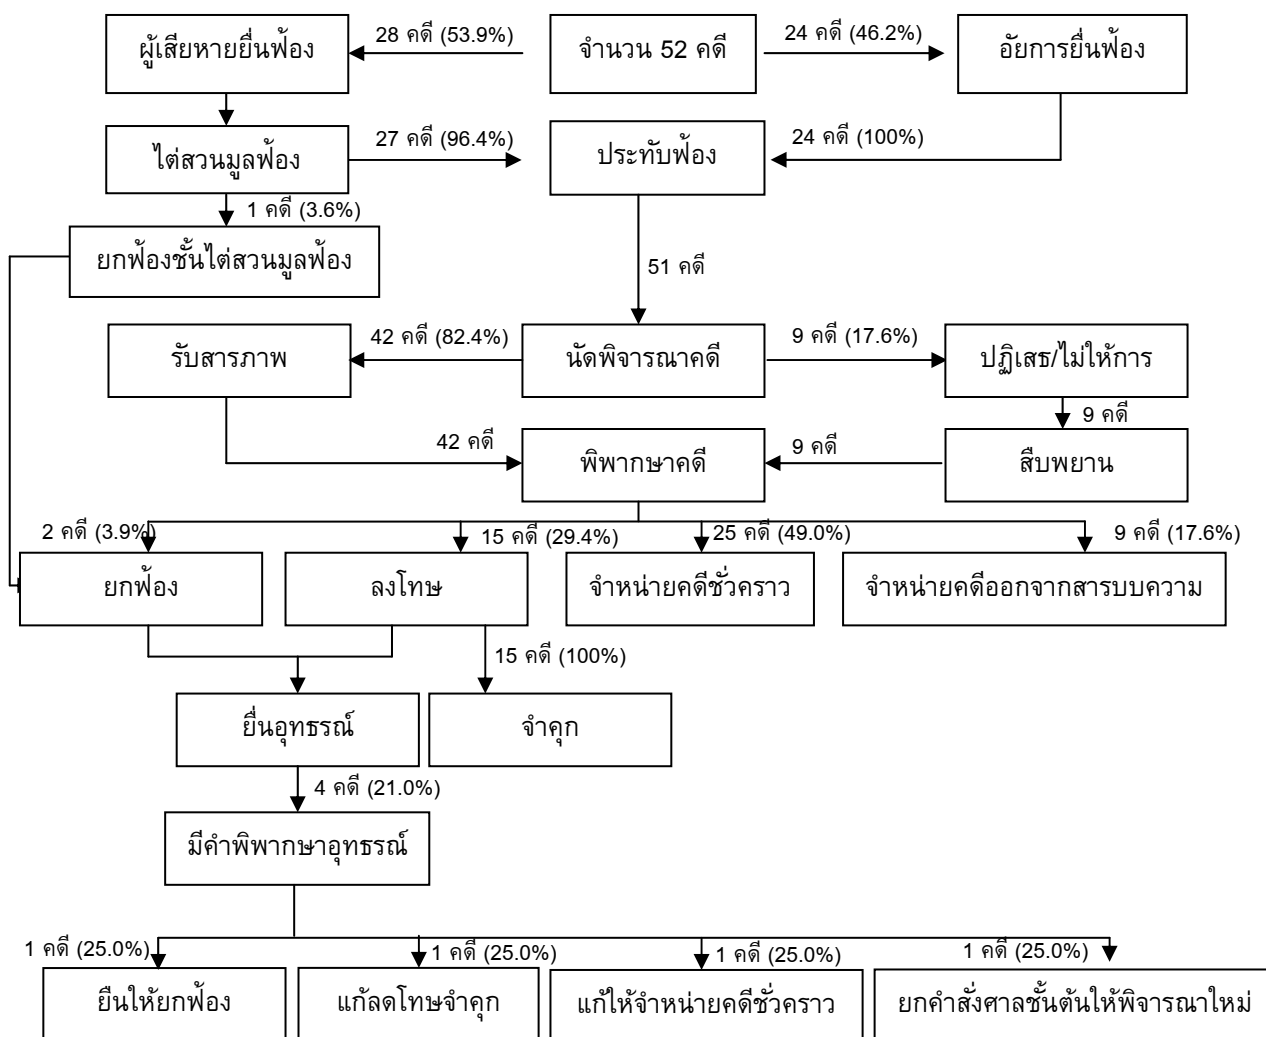 ผู้เสียหายยื่นฟ้อง
28 คดี (53.9%)
จำนวน 52 คดี
24 คดี (46.2%)
อัยการยื่นฟ้อง
ไต่สวนมูลฟ้อง
27 คดี (96.4%)
ประทับฟ้อง
24 คดี (100%)
1 คดี (3.6%)
ยกฟ้องชั้นไต่สวนมูลฟ้อง
51 คดี
รับสารภาพ
42 คดี (82.4%)
นัดพิจารณาคดี
9 คดี (17.6%)
ปฏิเสธ/ไม่ให้การ
9 คดี
42 คดี
พิพากษาคดี
9 คดี
สืบพยาน
2 คดี (3.9%)
15 คดี (29.4%)
25 คดี (49.0%)
9 คดี (17.6%)
ยกฟ้อง
ลงโทษ
จำหน่ายคดีชั่วคราว
จำหน่ายคดีออกจากสารบบความ
15 คดี (100%)
ยื่นอุทธรณ์
จำคุก
4 คดี (21.0%)
มีคำพิพากษาอุทธรณ์
1 คดี (25.0%)
1 คดี (25.0%)
1 คดี (25.0%)
1 คดี (25.0%)
ยืนให้ยกฟ้อง
แก้ลดโทษจำคุก
แก้ให้จำหน่ายคดีชั่วคราว
ยกคำสั่งศาลชั้นต้นให้พิจารณาใหม่